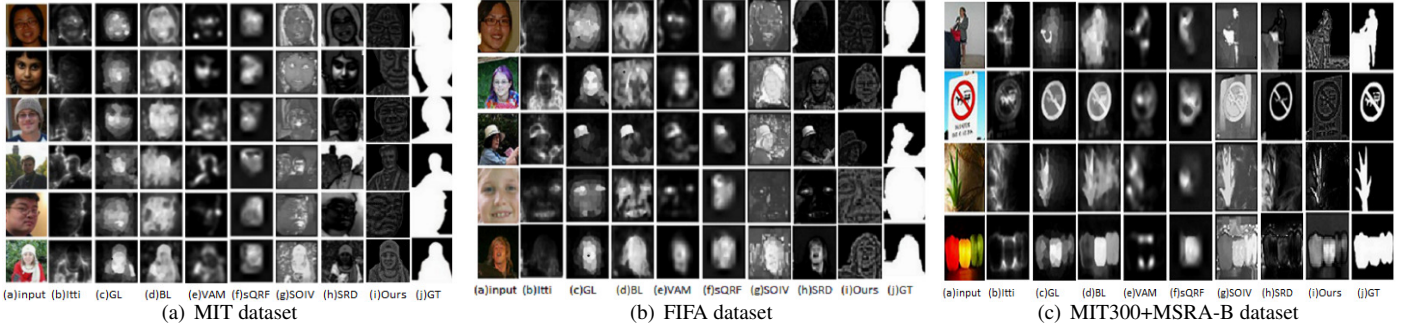 (a)input (b)Itti (c)GL (d)BL (e)VAM (f)sQRF (g)SOIV (h)SRD (i)Ours (j)GT
(a) MIT dataset
(a)input (b)Itti (c)GL (d)BL (e)VAM (f)sQRF (g)SOIV (h)SRD (i)Ours (j)GT
(b) FIFA dataset
(a)input (b)Itti (c)GL (d)BL (e)VAM (f)sQRF (g)SOIV (h)SRD (i)Ours (j)GT
(c) MIT300+MSRA-B dataset